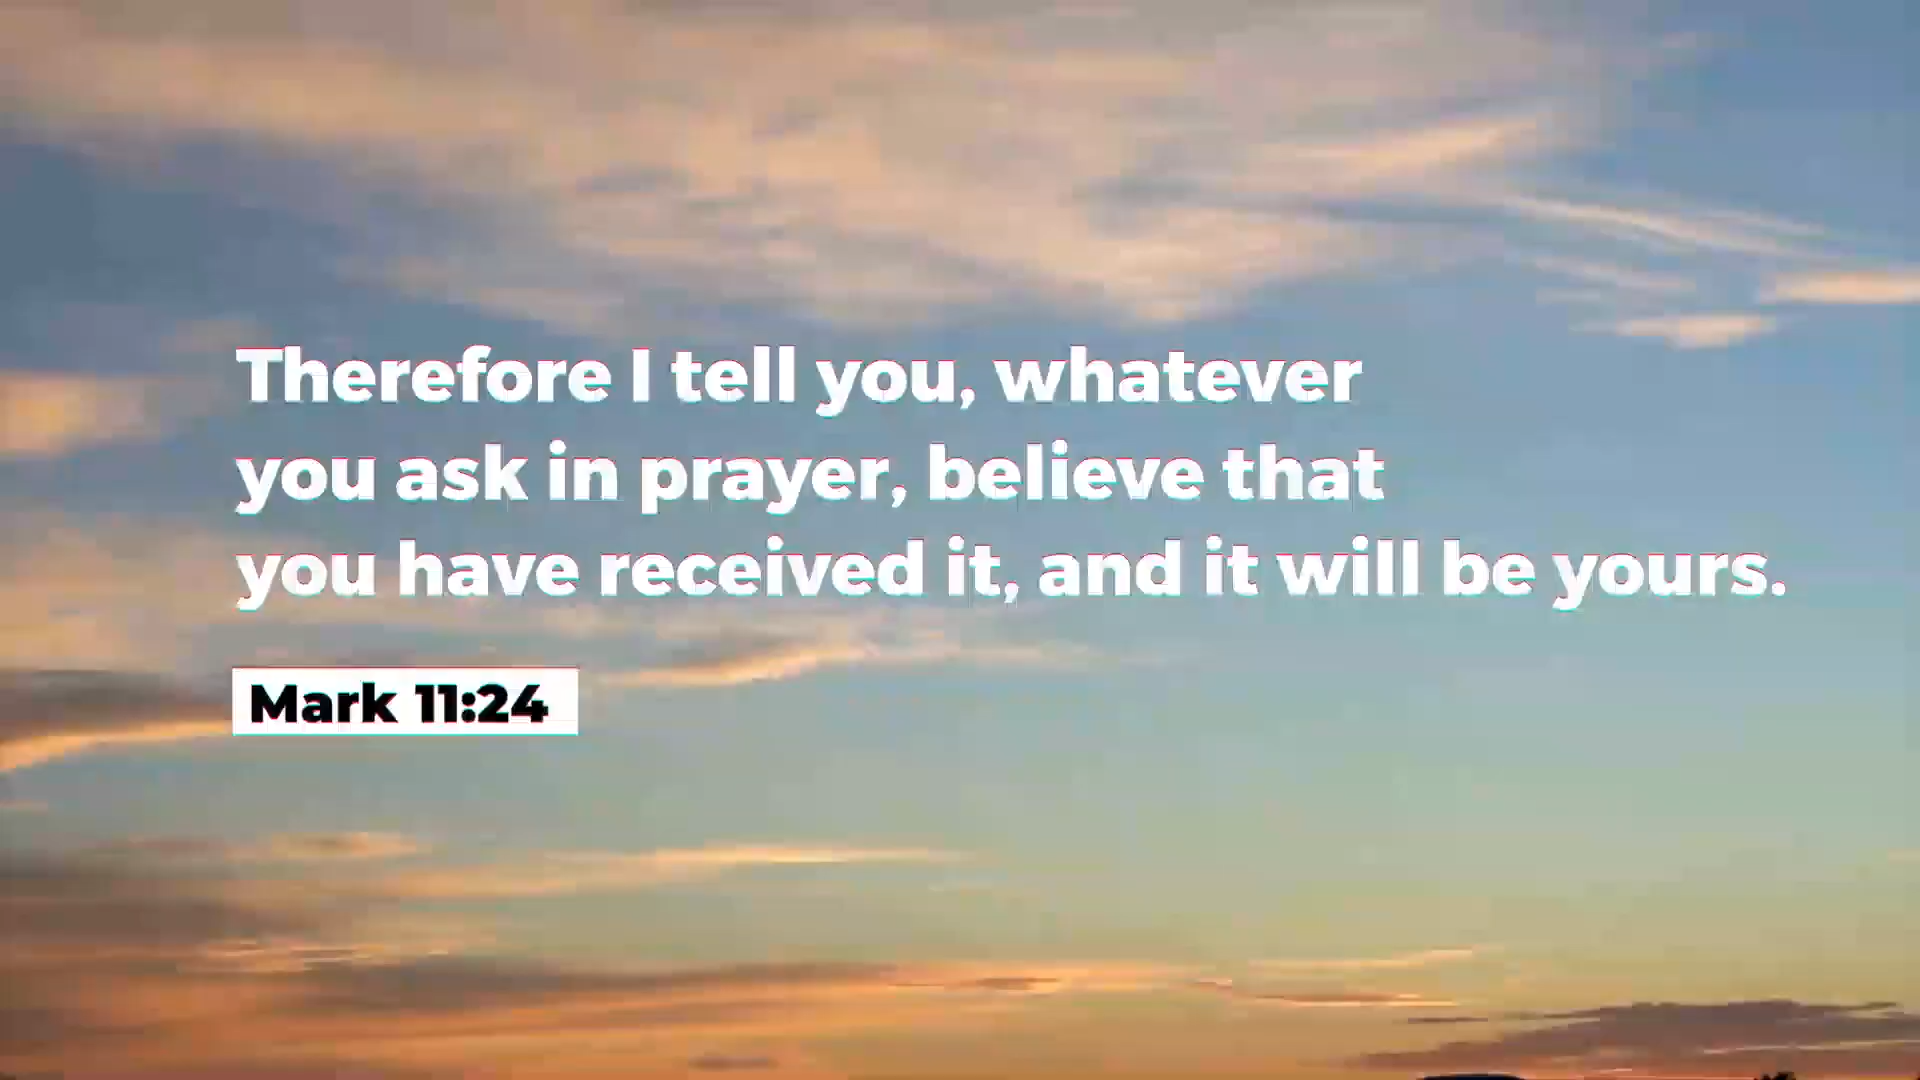 Therefore I tell you, whatever
you ask in prayer, believe that
you have received it, and it will be yours.
Mark 11:24